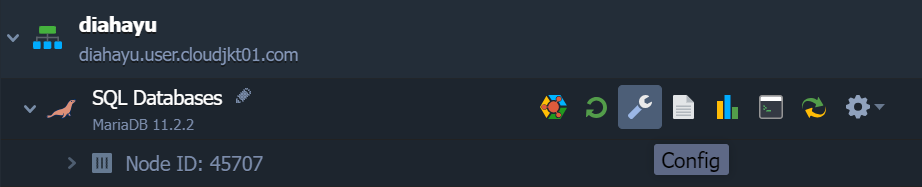 diahayu
diahayu.user.cloudjkt01.com
SQL Databases
MariaDB 11.2.2
Node ID: 45707
Config